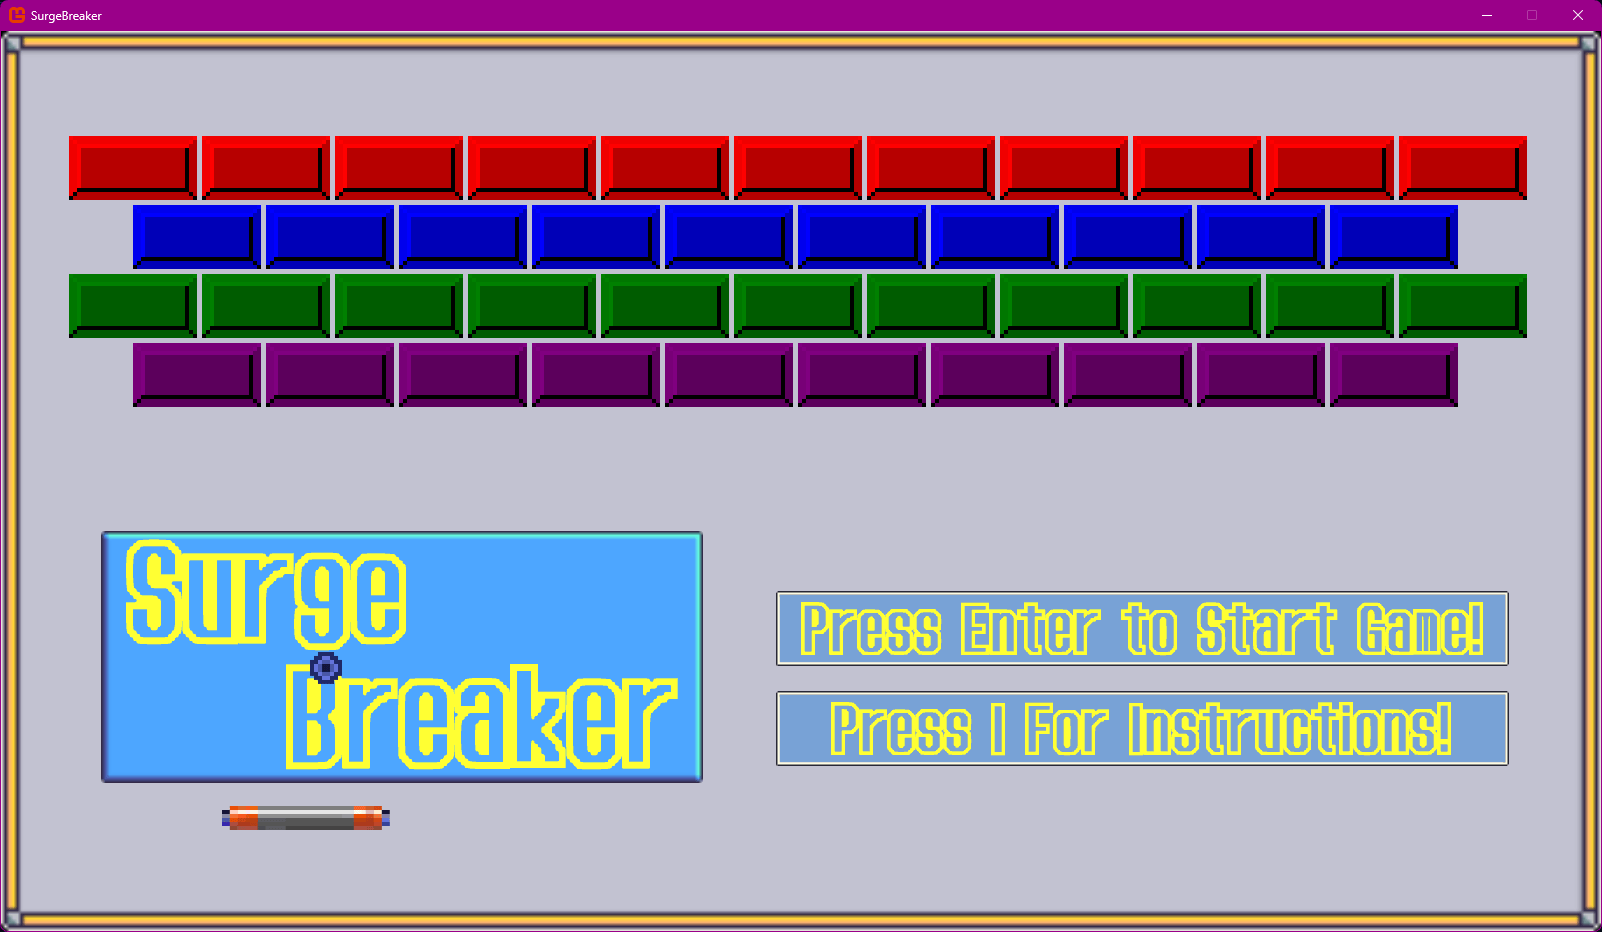 SurgeBreaker
Surge
Breaker
Press Enter to Start Game!
Press I For Instructions!